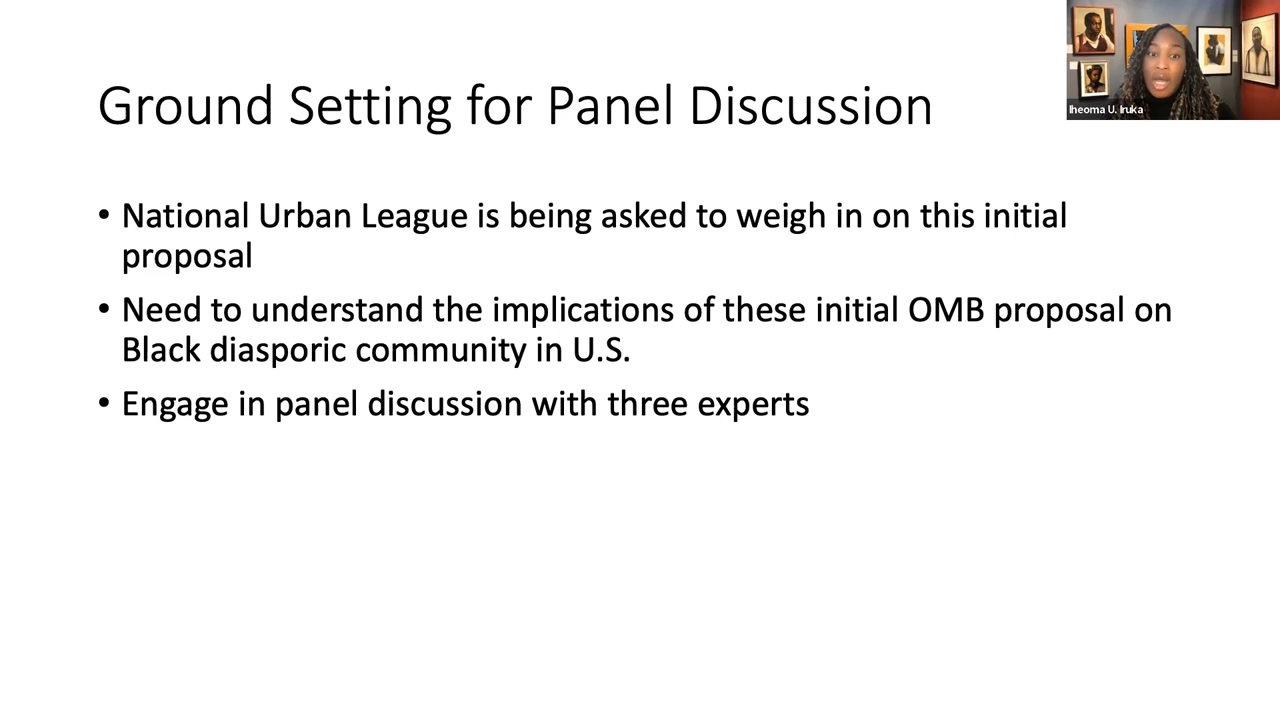 Iheoma U. Iruka
Ground Setting for Panel Discussion
• National Urban League is being asked to weigh in on this initial
proposal
• Need to understand the implications of these initial OMB proposal on
Black diasporic community in U.S.
• Engage in panel discussion with three experts